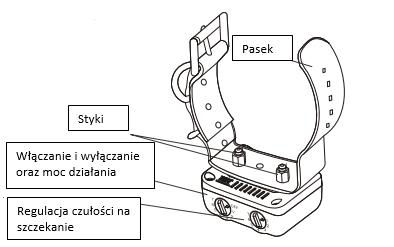 Pasek
Styki
Włączanie i wyłączanie
oraz moc działania
Regulacja czułości na
szczekanie